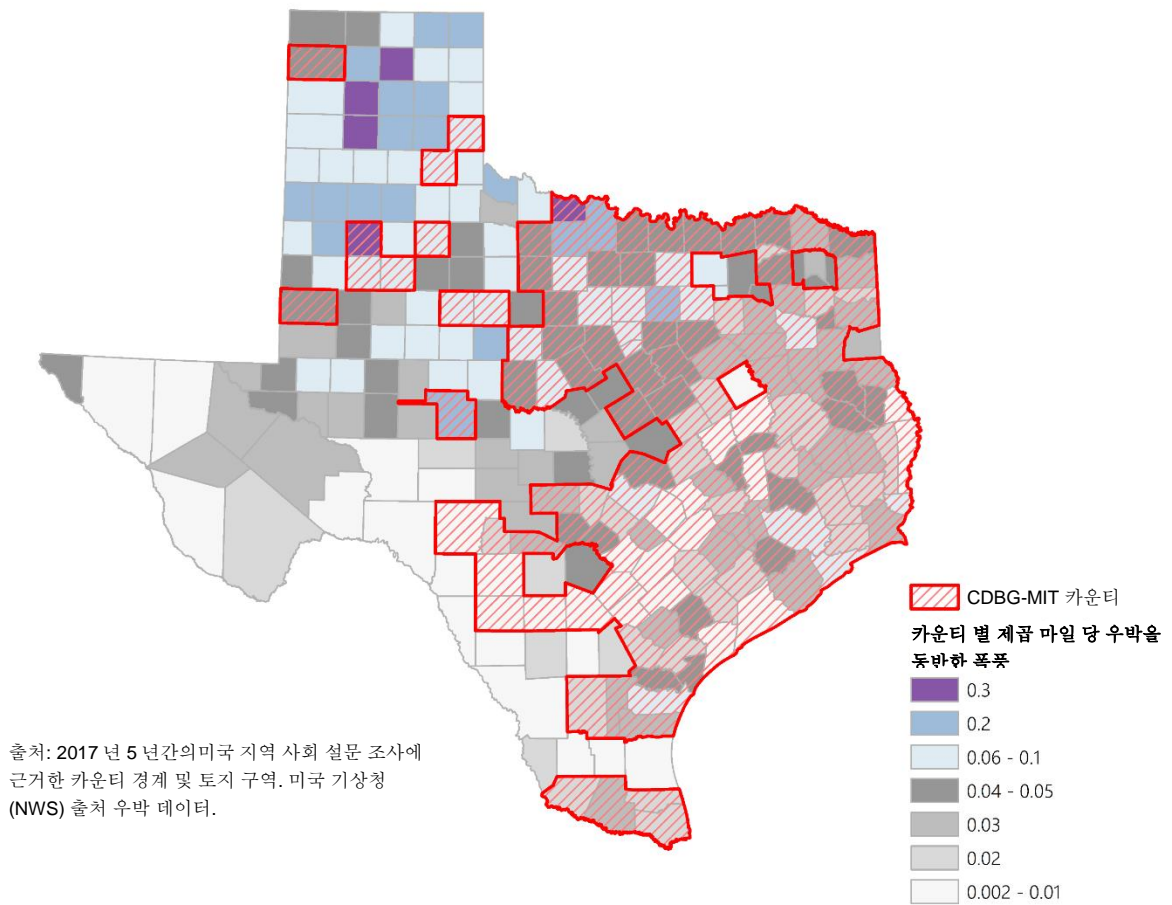 CDBG-MIT 카운티
카운티 별 제곱 마일 당 우박을
동반한 폭풍
0.3
0.2
0.06 - 0.1
0.04 - 0.05
0.03
0.02
0.002 - 0.01
출처: 2017 년 5 년간의미국 지역 사회 설문 조사에
근거한 카운티 경계 및 토지 구역. 미국 기상청
(NWS) 출처 우박 데이터.